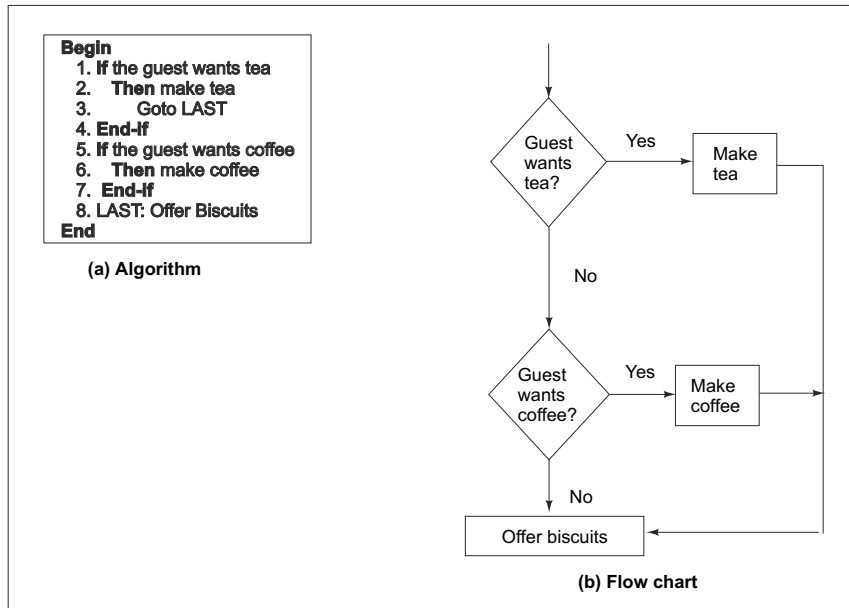 Begin
1. If the guest wants tea
2. Then make tea
3. Goto LAST
4. End-if
5. If the guest wants coffee
6. Then make coffee
7. End-if
8. LAST: Offer Biscuits
End
(a) Algorithm
Guest
wants
tea?
Yes
Make
tea
No
Guest
wants
coffee?
Yes
Make
coffee
No
Offer biscuits
(b) Flow chart